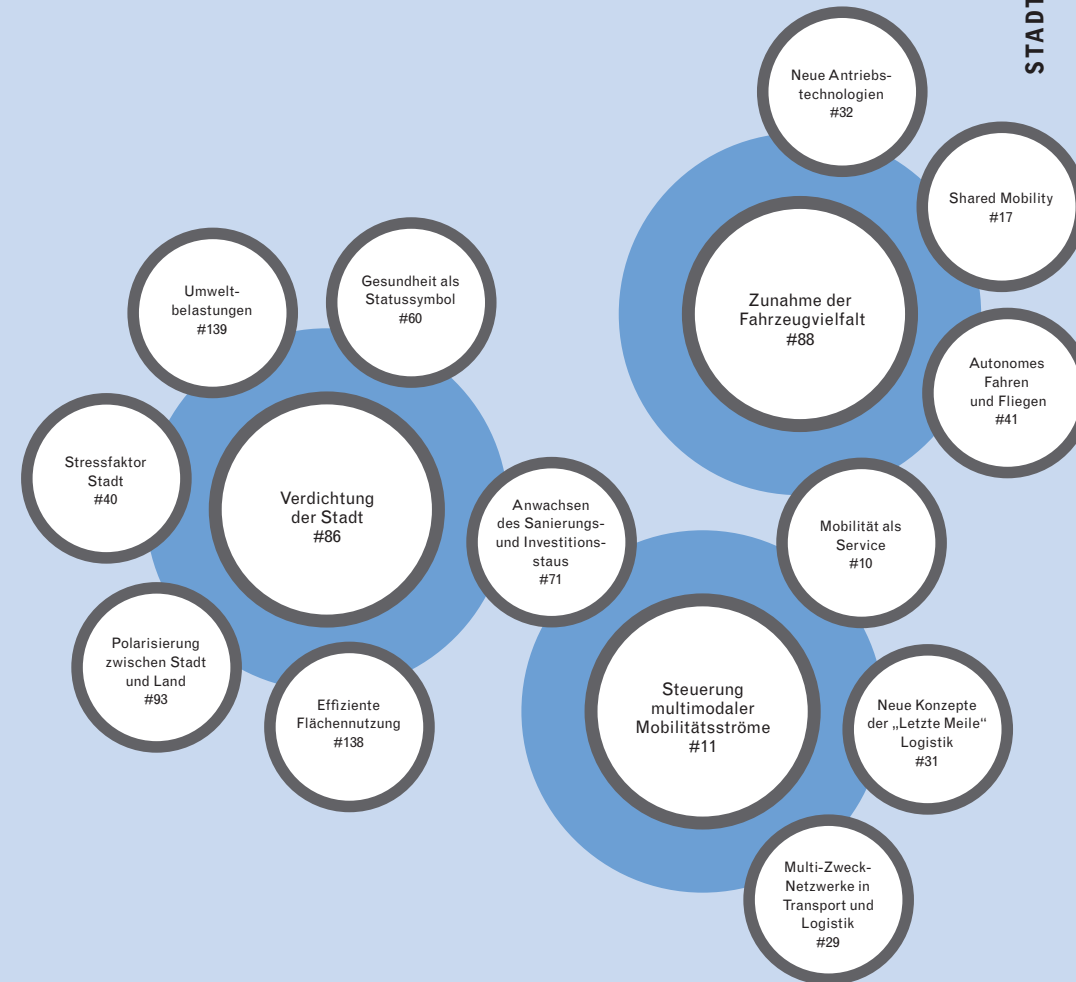 STADT
Neue Antriebs-
technologien
#32
Shared Mobility
#17
Zunahme der
Fahrzeugvielfalt
#88
Autonomes
Fahren
und Fliegen
#41
Umwelt-
belastungen
#139
Gesundheit als
Statussymbol
#60
Stressfaktor
Stadt
#40
Verdichtung
der Stadt
#86
Anwachsen
des Sanierungs-
und Investitions-
staus
#71
Mobilität als
Service
#10
Polarisierung
zwischen Stadt
und Land
#93
Effiziente
Flächennutzung
#138
Steuerung
multimodaler
Mobilitätsströme
#11
Neue Konzepte
der „Letzte Meile“
Logistik
#31
Multi-Zweck-
Netzwerke in
Transport und
Logistik
#29